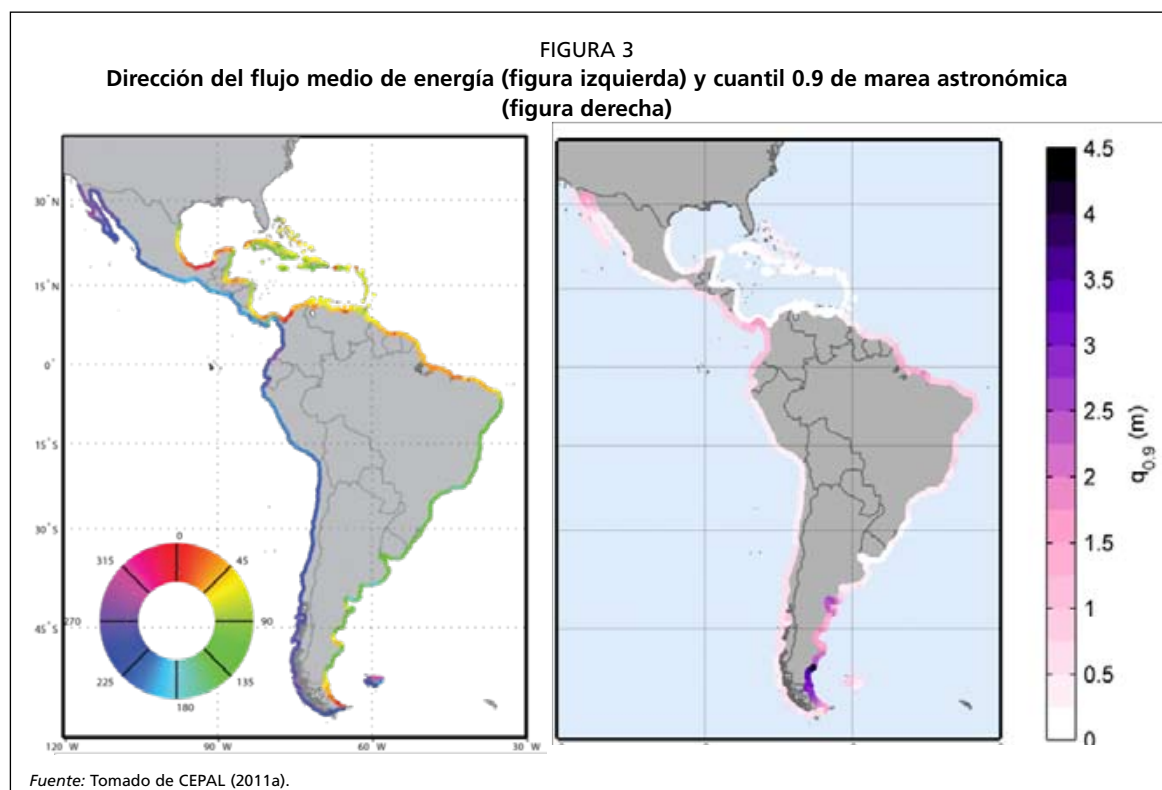 FIGURA 3
Dirección del flujo medio de energía (figura izquierda) y cuantil 0.9 de marea astronómica
(figura derecha)
30°N
15°N
0°
15°S
30°S
45°S
120°W
90°W
60°W
30°W
0
45
90
135
180
225
270
315
4.5
4
3.5
3
2.5
2
1.5
1
0.5
0
q0.9 (m)
Fuente: Tomado de CEPAL (2011a).